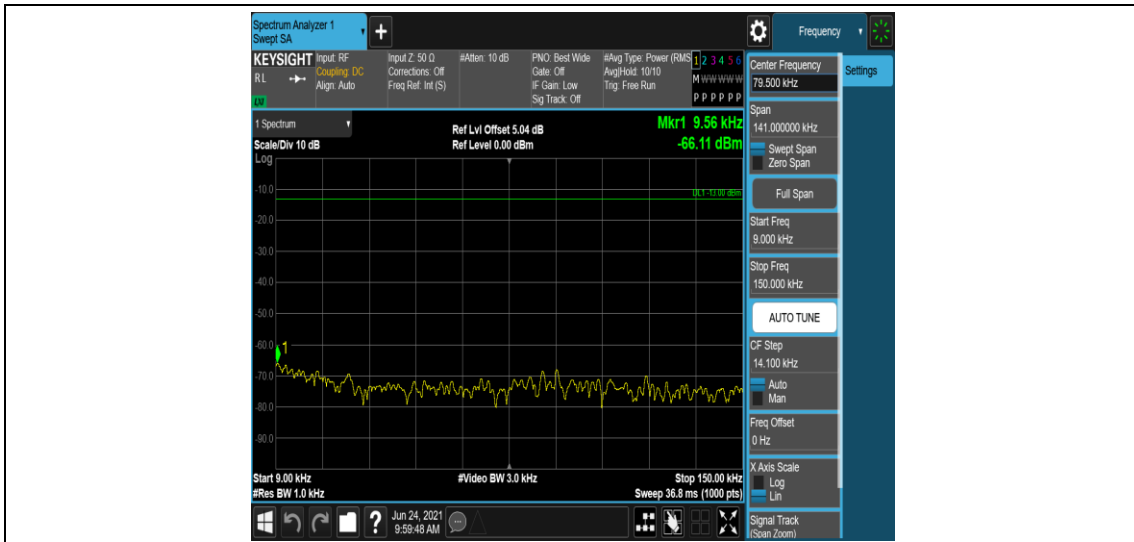 Spectrum Analyzer 1
Swept SA
+
Frequency
KEYSIGHT
RL
LXI
Input: RF
Coupling: DC
Align: Auto
Input Z: 50 Ω
Corrections: Off
Freq Ref: Int (S)
#Atten: 10 dB
PNO: Best Wide
Gate: Off
IF Gain: Low
Sig Track: Off
#Avg Type: Power (RMS
Avg|Hold: 10/10
Trig: Free Run
1 2 3 4 5 6
M W W W W W
P P P P P P
Center Frequency
79.500 kHz
Settings
1 Spectrum
Scale/Div 10 dB
Log
Ref Lvl Offset 5.04 dB
Ref Level 0.00 dBm
Mkr1 9.56 kHz
-66.11 dBm
Span
141.000000 kHz
Swept Span
Zero Span
Full Span
Start Freq
9.000 kHz
Stop Freq
150.000 kHz
AUTO TUNE
CF Step
14.100 kHz
Auto
Man
Freq Offset
0 Hz
X Axis Scale
Log
Lin
Signal Track
(Span Zoom)
DL1 -13.00 dBm
-10.0
-20.0
-30.0
-40.0
-50.0
-60.0
1
-70.0
-80.0
-90.0
Start 9.00 kHz
#Video BW 3.0 kHz
Stop 150.00 kHz
#Res BW 1.0 kHz
Sweep 36.8 ms (1000 pts)
?
Jun 24, 2021
9:59:48 AM